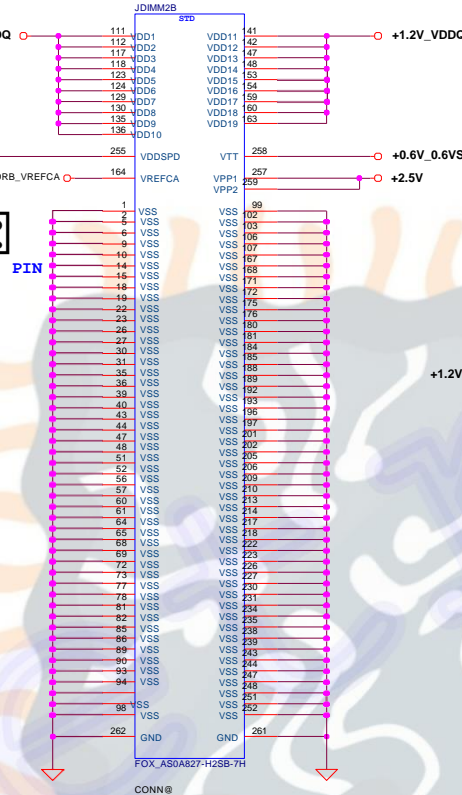 JDIMM2B
STD
Q 111 VDD1 VDD11 141 +1.2V_VDDQ
112 VDD2 VDD12 142
117 VDD3 VDD13 147
118 VDD4 VDD14 148
123 VDD5 VDD15 153
124 VDD6 VDD16 154
129 VDD7 VDD17 159
130 VDD8 VDD18 160
135 VDD9 VDD19 163
136 VDD10
255 VDDSPD VTT 258 +0.6V_0.6VS
RB_VREFCA 164 VREFCA VPP1 257 +2.5V
VPP2 259
1 VSS VSS 99
2 VSS VSS 102
5 VSS VSS 103
6 VSS VSS 106
9 VSS VSS 107
10 VSS VSS 167
PIN
14 VSS VSS 168
15 VSS VSS 171
18 VSS VSS 172
19 VSS VSS 175
22 VSS VSS 176
23 VSS VSS 180
26 VSS VSS 181
27 VSS VSS 184
30 VSS VSS 185
31 VSS VSS 188
35 VSS VSS 189
+1.2V
36 VSS VSS 192
39 VSS VSS 193
40 VSS VSS 196
43 VSS VSS 197
44 VSS VSS 201
47 VSS VSS 202
48 VSS VSS 205
51 VSS VSS 206
52 VSS VSS 209
56 VSS VSS 210
57 VSS VSS 213
60 VSS VSS 214
61 VSS VSS 217
64 VSS VSS 218
65 VSS VSS 222
68 VSS VSS 223
69 VSS VSS 226
72 VSS VSS 227
73 VSS VSS 230
77 VSS VSS 231
78 VSS VSS 234
81 VSS VSS 235
82 VSS VSS 238
85 VSS VSS 239
86 VSS VSS 243
89 VSS VSS 244
90 VSS VSS 247
93 VSS VSS 248
94 VSS VSS 251
98 VSS VSS 252
262 GND GND 261
FOX_AS0A827-H2SB-7H
CONN@